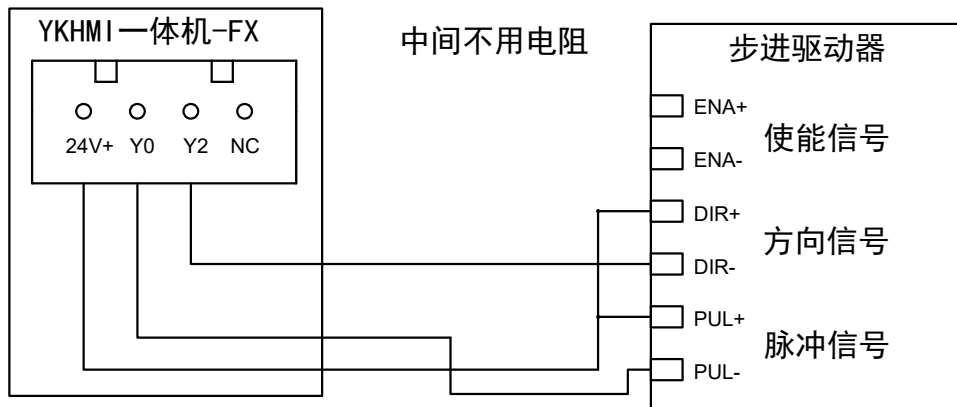 YKHMI一体机-FX
中间不用电阻
步进驱动器
24V+ Y0 Y2 NC
ENA+
使能信号
ENA-
DIR+
方向信号
DIR-
PUL+
脉冲信号
PUL-